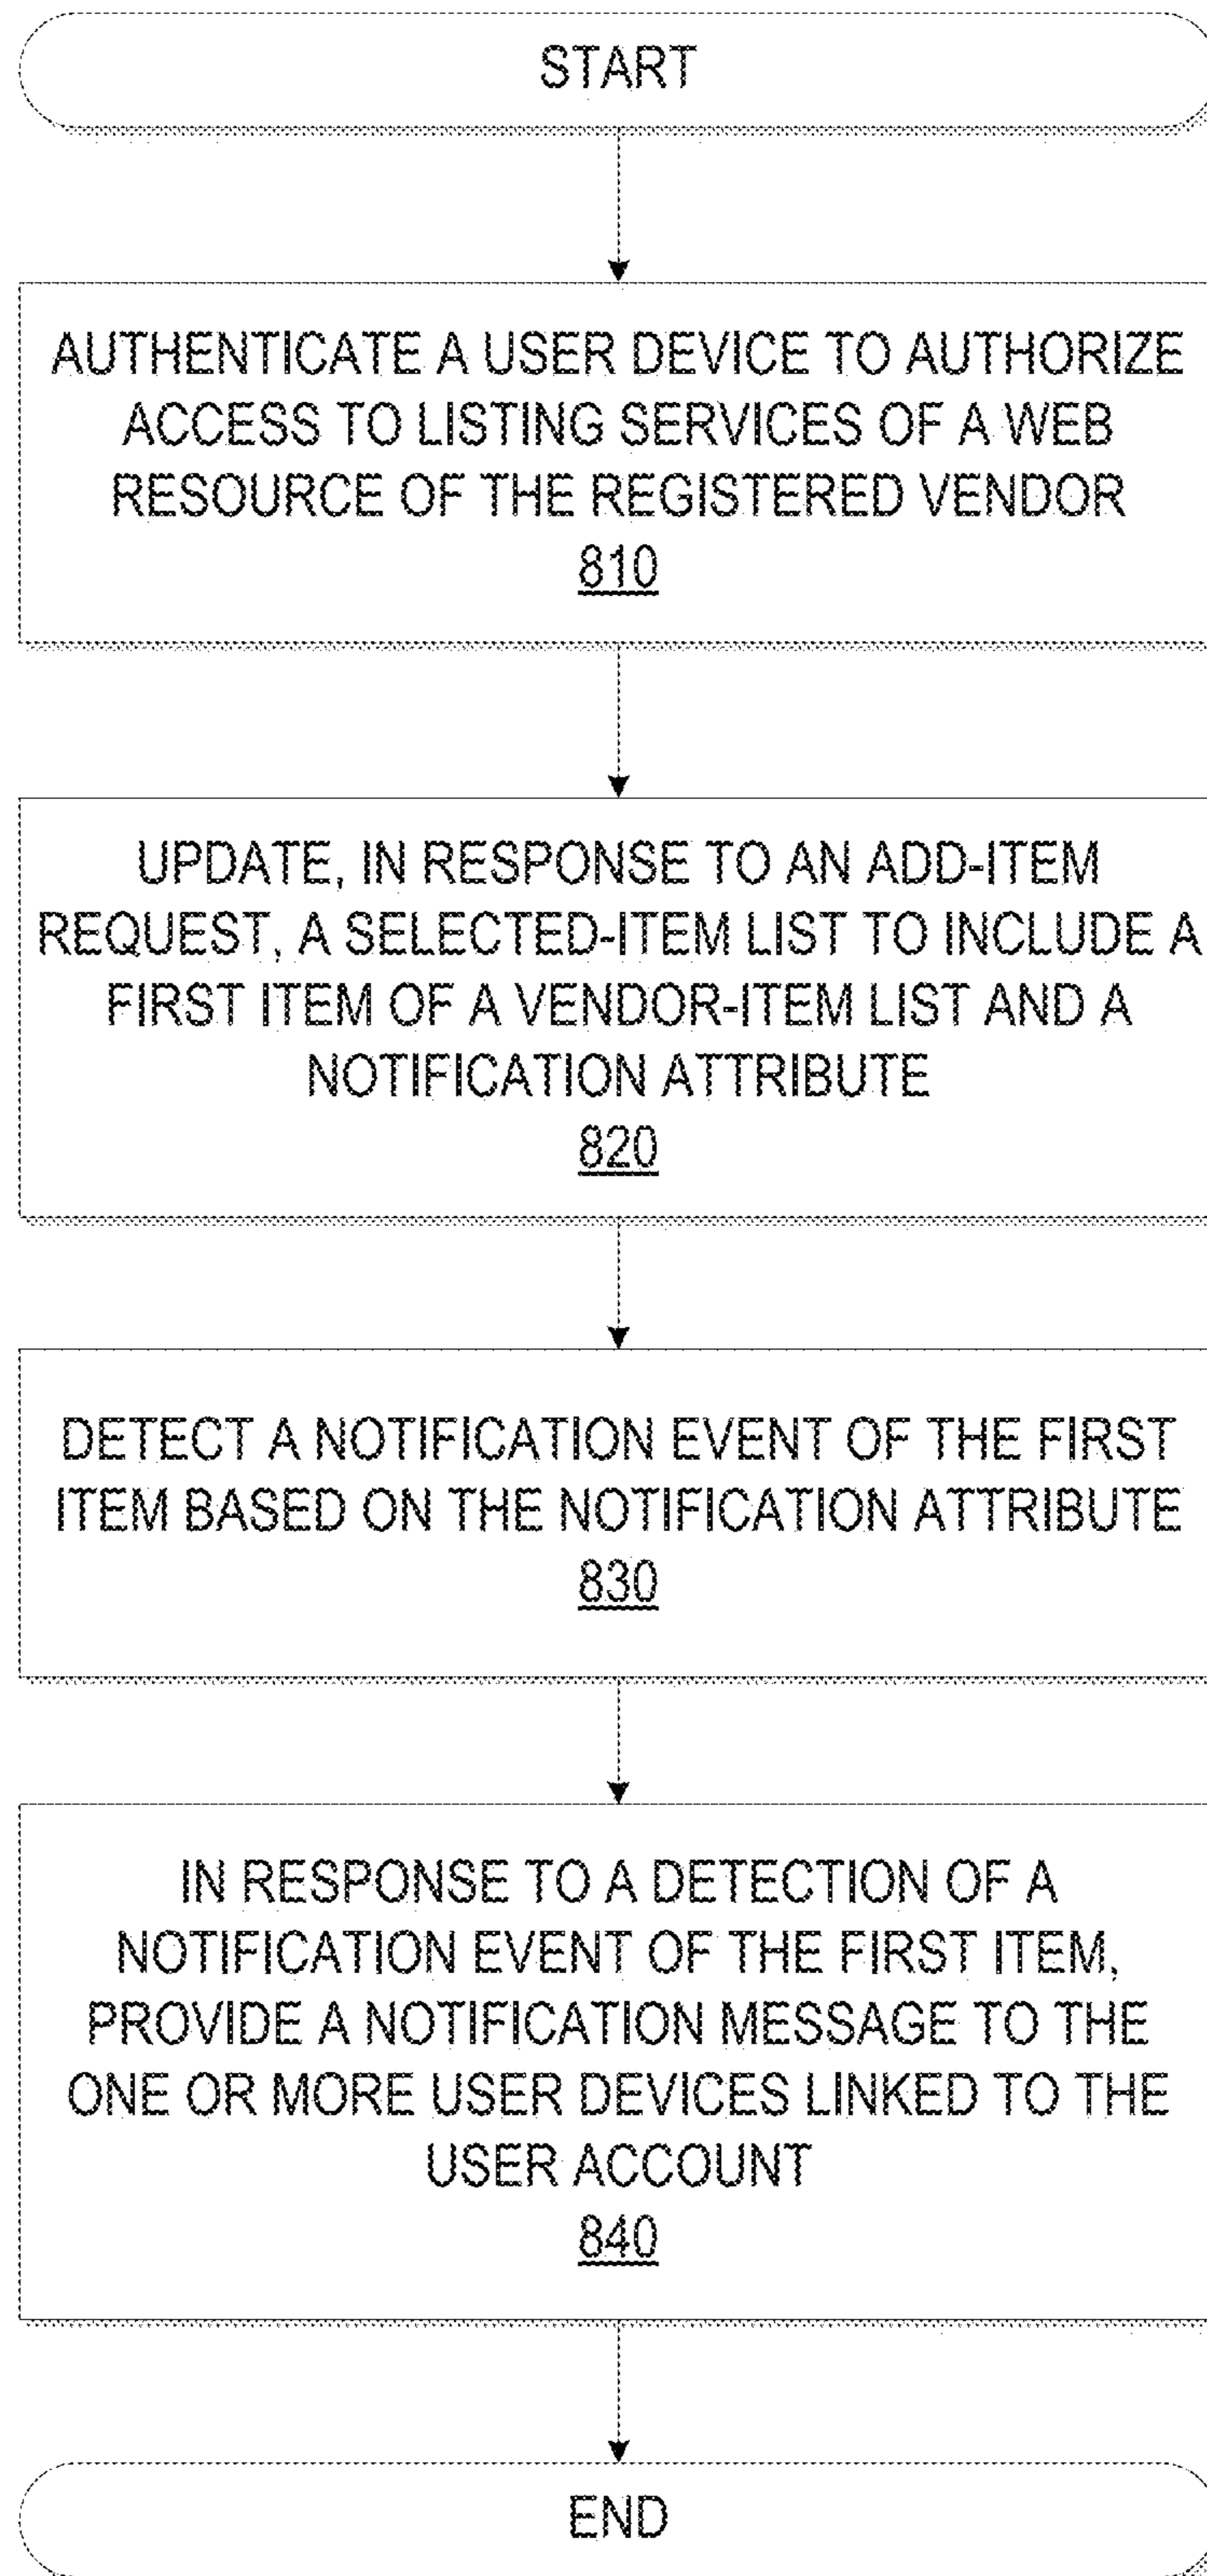 START
AUTHENTICATE A USER DEVICE TO AUTHORIZE
ACCESS TO LISTING SERVICES OF A WEB
RESOURCE OF THE REGISTERED VENDOR
810
UPDATE, IN RESPONSE TO AN ADD-ITEM
REQUEST, A SELECTED-ITEM LIST TO INCLUDE A
FIRST ITEM OF A VENDOR-ITEM LIST AND A
NOTIFICATION ATTRIBUTE
820
DETECT A NOTIFICATION EVENT OF THE FIRST
ITEM BASED ON THE NOTIFICATION ATTRIBUTE
830
IN RESPONSE TO A DETECTION OF A
NOTIFICATION EVENT OF THE FIRST ITEM,
PROVIDE A NOTIFICATION MESSAGE TO THE
ONE OR MORE USER DEVICES LINKED TO THE
USER ACCOUNT
840
END